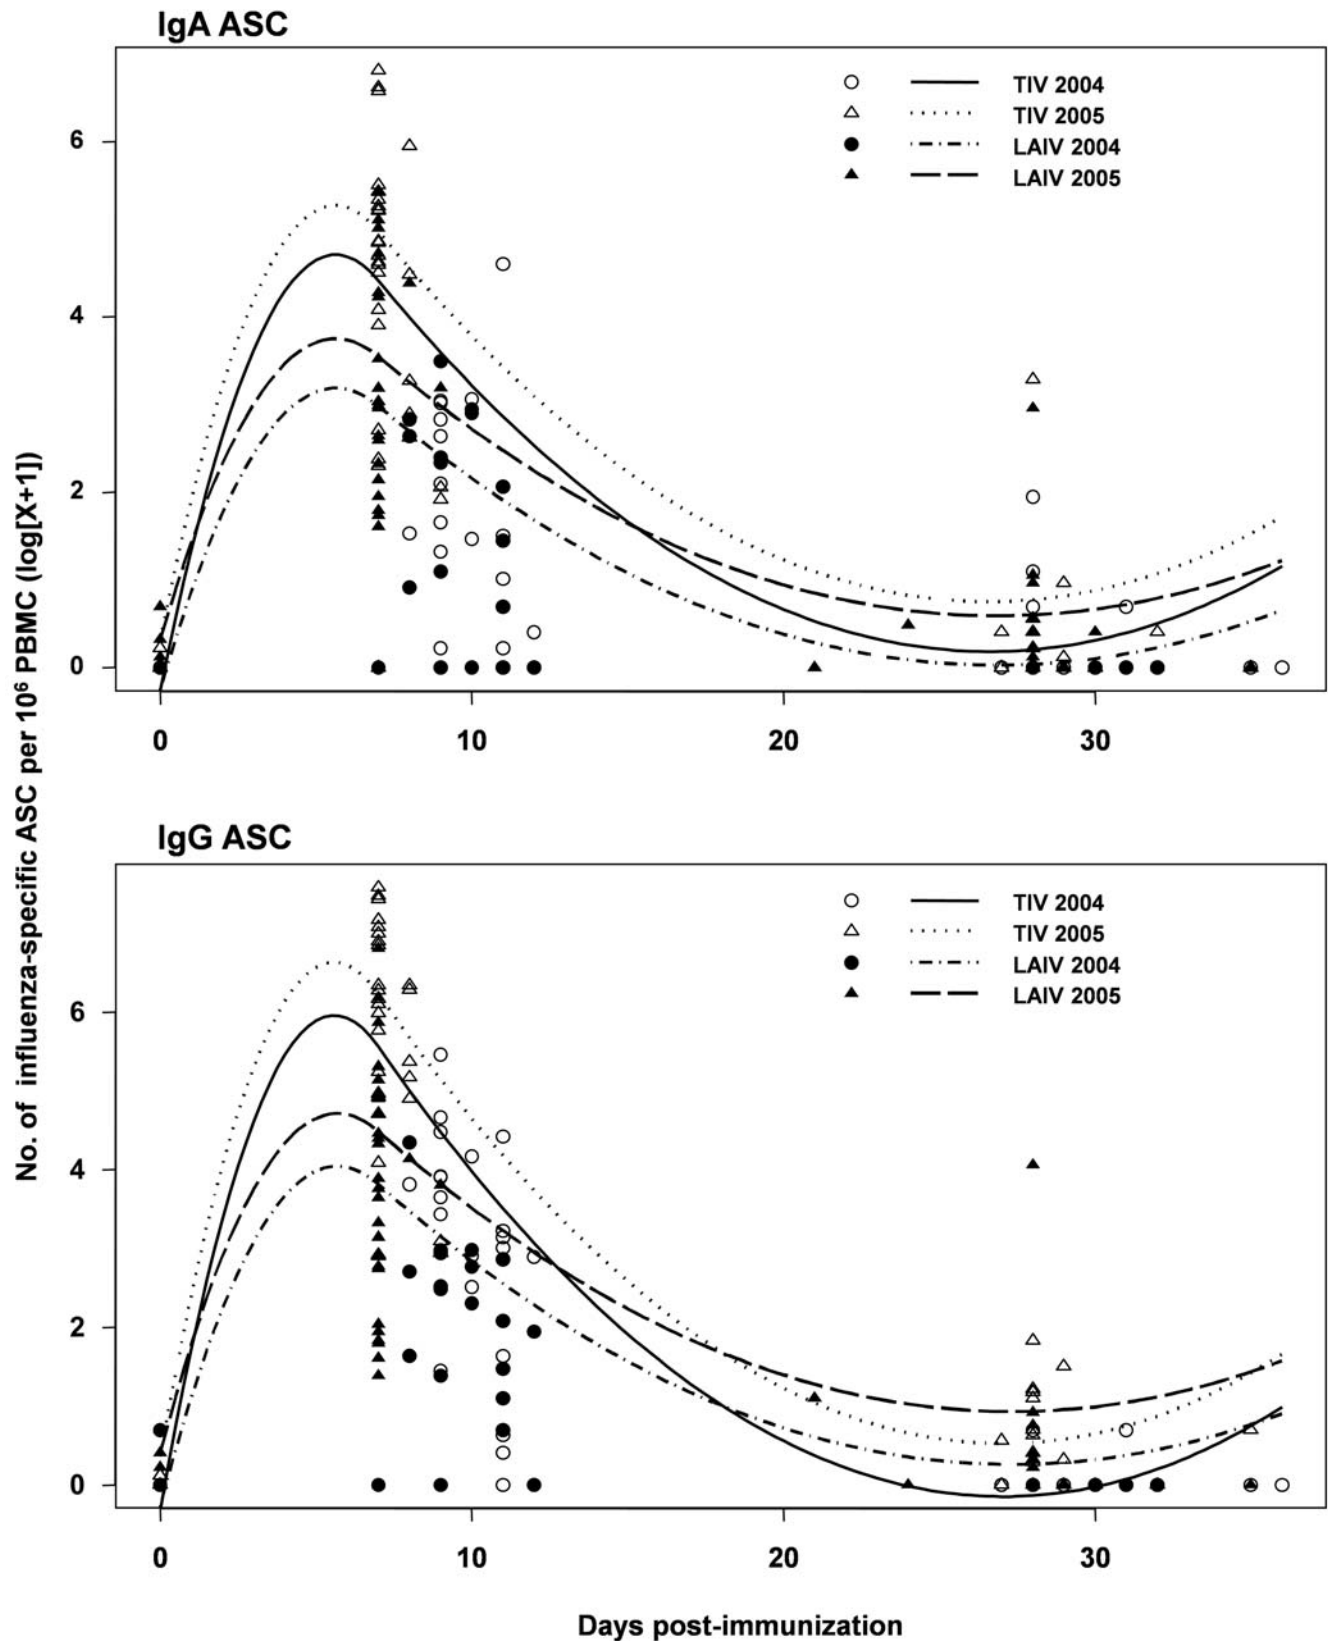 IgA ASC
TIV 2004
TIV 2005
LAIV 2004
LAIV 2005
6
4
2
0
0 10 20 30
No. of influenza-specific ASC per 10⁶ PBMC (log[X+1])
IgG ASC
TIV 2004
TIV 2005
LAIV 2004
LAIV 2005
6
4
2
0
0 10 20 30
Days post-immunization